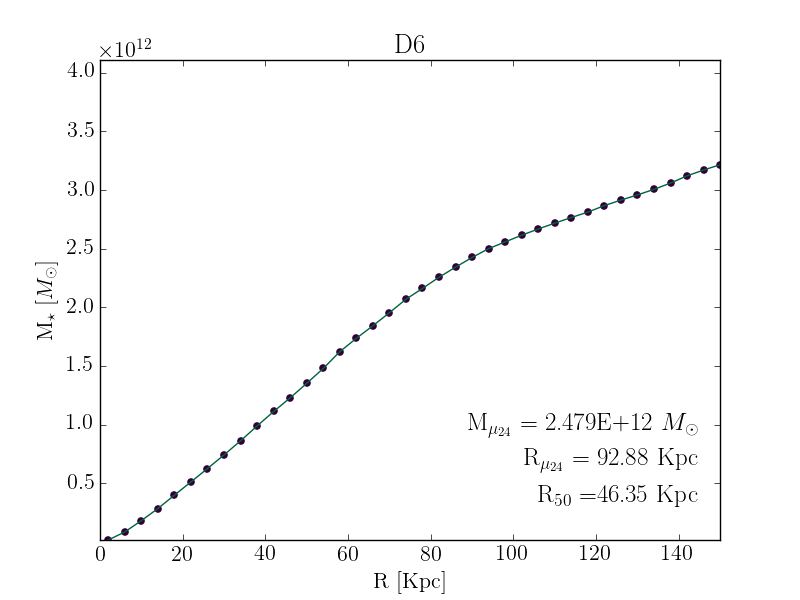 D6
×10¹²
4.0
3.5
3.0
2.5
2.0
1.5
1.0
0.5
M⋆ [M⊙]
M_μ₂₄ = 2.479E+12 M⊙
R_μ₂₄ = 92.88 Kpc
R₅₀ =46.35 Kpc
0 20 40 60 80 100 120 140
R [Kpc]